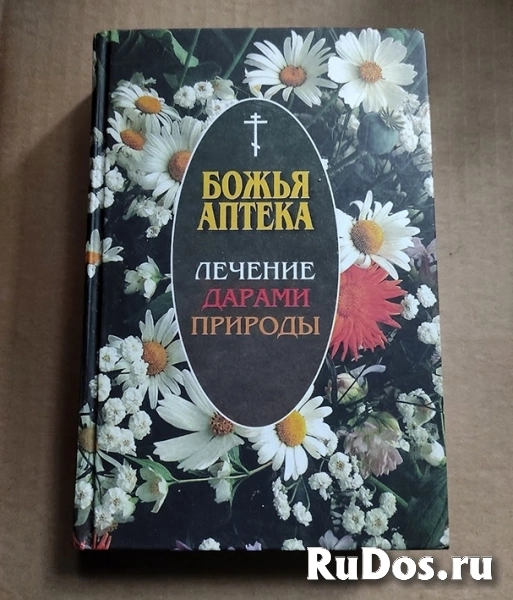 БОЖЬЯ
АПТЕКА
ЛЕЧЕНИЕ
ДАРАМИ
ПРИРОДЫ
RuDos.ru